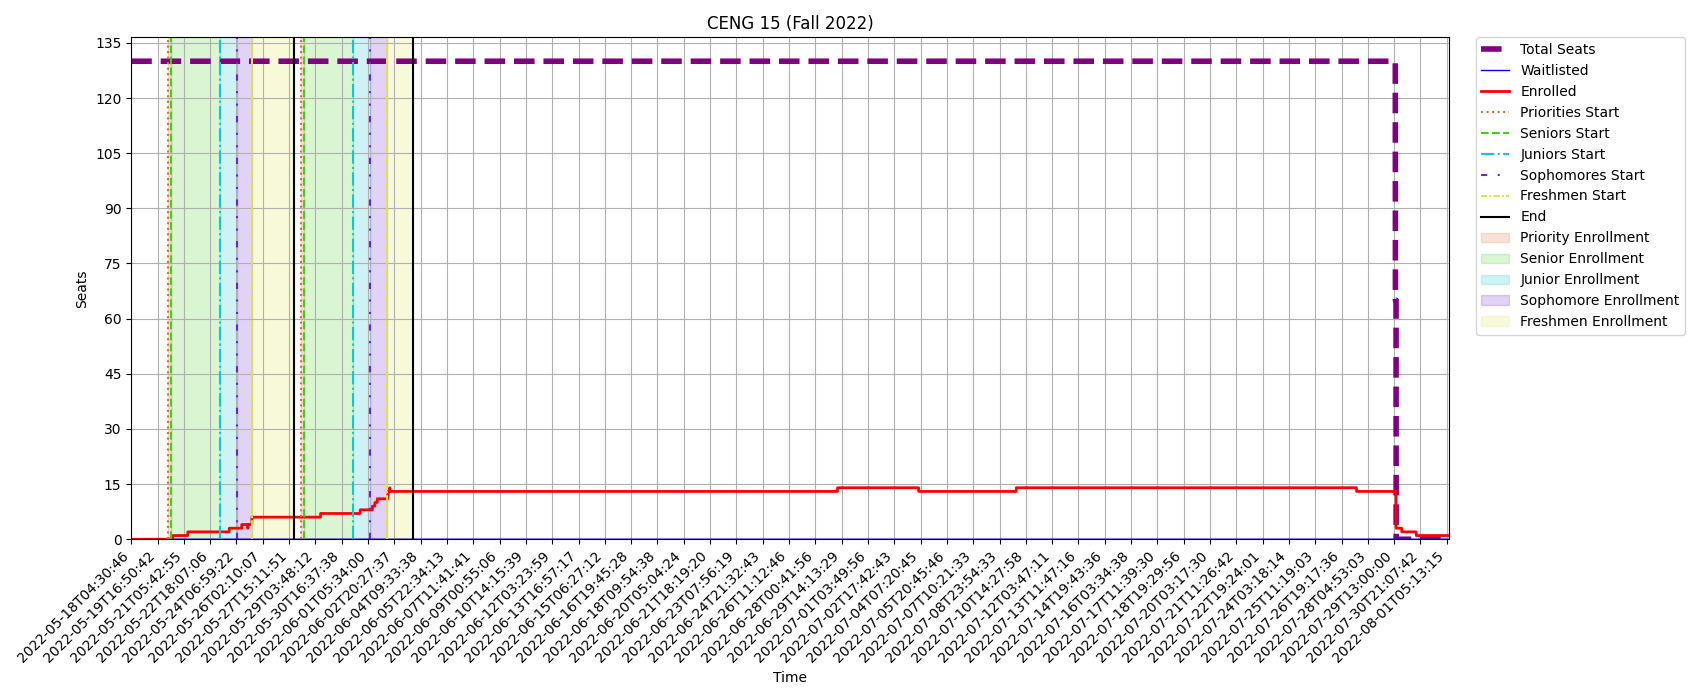 CENG 15 (Fall 2022)
135
120
105
90
75
60
45
30
15
0
Seats
2022-05-18T04:30:46
2022-05-19T16:50:42
2022-05-21T05:42:55
2022-05-22T18:07:06
2022-05-24T06:59:22
2022-05-26T02:10:07
2022-05-27T15:11:51
2022-05-29T03:48:12
2022-05-30T16:37:38
2022-06-01T05:34:00
2022-06-02T20:27:37
2022-06-04T09:33:38
2022-06-05T22:34:13
2022-06-07T11:41:41
2022-06-09T00:55:06
2022-06-10T14:15:39
2022-06-12T03:23:59
2022-06-13T16:57:17
2022-06-15T06:27:12
2022-06-16T19:45:28
2022-06-18T09:54:38
2022-06-20T05:04:24
2022-06-21T18:19:20
2022-06-23T07:56:19
2022-06-24T21:32:43
2022-06-26T11:12:46
2022-06-28T00:41:56
2022-06-29T14:13:29
2022-07-01T03:49:56
2022-07-02T17:42:43
2022-07-04T07:20:45
2022-07-05T20:45:46
2022-07-07T10:21:33
2022-07-08T23:54:33
2022-07-10T14:27:58
2022-07-12T03:47:11
2022-07-13T11:47:16
2022-07-14T19:43:36
2022-07-16T03:34:38
2022-07-17T11:39:30
2022-07-18T19:29:56
2022-07-20T03:17:30
2022-07-21T11:26:42
2022-07-22T19:24:01
2022-07-24T03:18:14
2022-07-25T11:19:03
2022-07-26T19:17:36
2022-07-28T04:53:03
2022-07-29T13:00:00
2022-07-30T21:07:42
2022-08-01T05:13:15
Time
Total Seats
Waitlisted
Enrolled
Priorities Start
Seniors Start
Juniors Start
Sophomores Start
Freshmen Start
End
Priority Enrollment
Senior Enrollment
Junior Enrollment
Sophomore Enrollment
Freshmen Enrollment